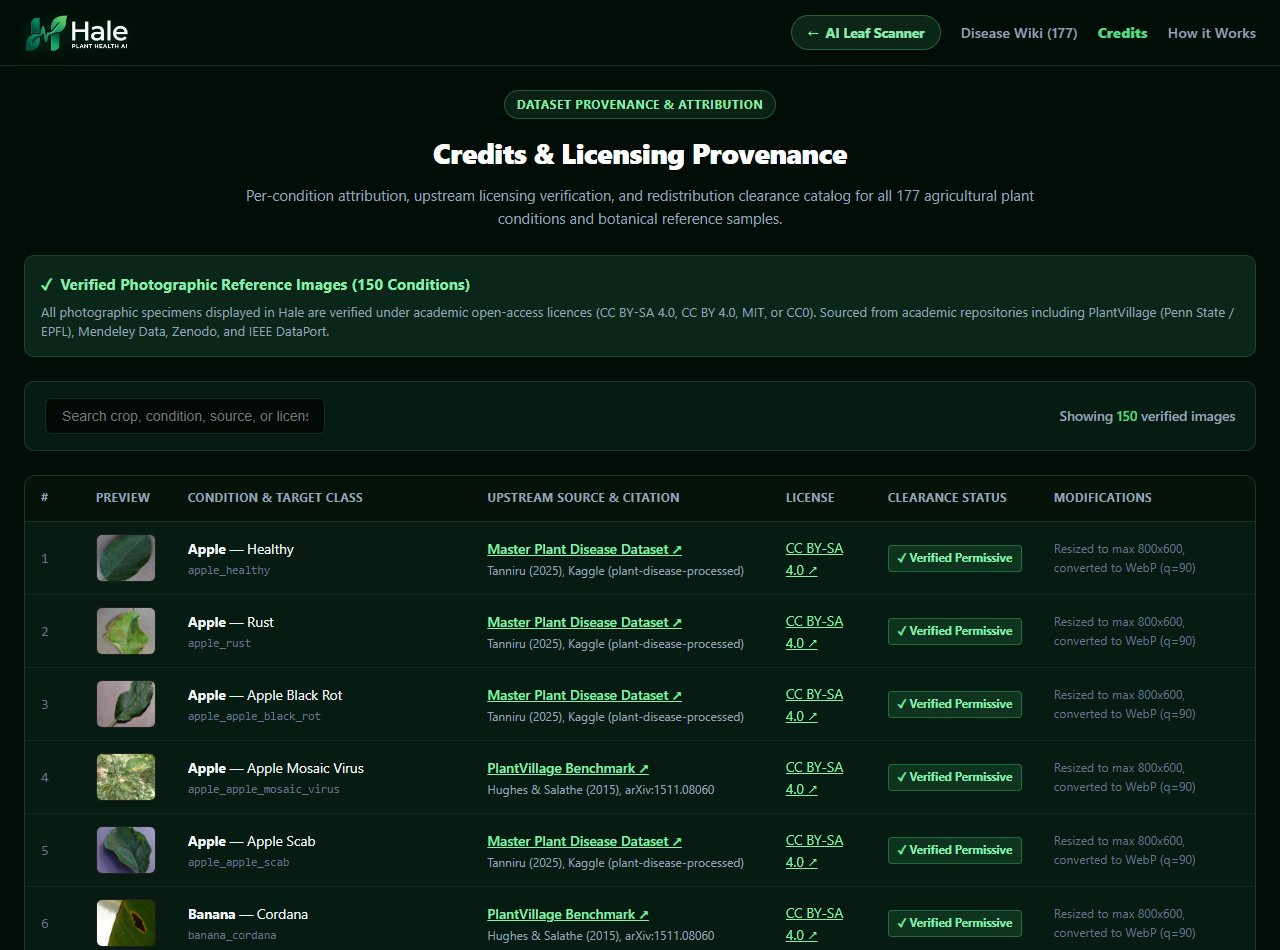 Hale
PLANT HEALTH AI
← AI Leaf Scanner
Disease Wiki (177)
Credits
How it Works
DATASET PROVENANCE & ATTRIBUTION
Credits & Licensing Provenance
Per-condition attribution, upstream licensing verification, and redistribution clearance catalog for all 177 agricultural plant
conditions and botanical reference samples.
✓ Verified Photographic Reference Images (150 Conditions)
All photographic specimens displayed in Hale are verified under academic open-access licences (CC BY-SA 4.0, CC BY 4.0, MIT, or CC0). Sourced from academic repositories including PlantVillage (Penn State /
EPFL), Mendeley Data, Zenodo, and IEEE DataPort.
Search crop, condition, source, or licens
Showing 150 verified images
# PREVIEW CONDITION & TARGET CLASS UPSTREAM SOURCE & CITATION LICENSE CLEARANCE STATUS MODIFICATIONS
1
Apple — Healthy
apple_healthy
Master Plant Disease Dataset ↗
Tanniru (2025), Kaggle (plant-disease-processed)
CC BY-SA
4.0 ↗
✓ Verified Permissive
Resized to max 800x600,
converted to WebP (q=90)
2
Apple — Rust
apple_rust
Master Plant Disease Dataset ↗
Tanniru (2025), Kaggle (plant-disease-processed)
CC BY-SA
4.0 ↗
✓ Verified Permissive
Resized to max 800x600,
converted to WebP (q=90)
3
Apple — Apple Black Rot
apple_apple_black_rot
Master Plant Disease Dataset ↗
Tanniru (2025), Kaggle (plant-disease-processed)
CC BY-SA
4.0 ↗
✓ Verified Permissive
Resized to max 800x600,
converted to WebP (q=90)
4
Apple — Apple Mosaic Virus
apple_apple_mosaic_virus
PlantVillage Benchmark ↗
Hughes & Salathe (2015), arXiv:1511.08060
CC BY-SA
4.0 ↗
✓ Verified Permissive
Resized to max 800x600,
converted to WebP (q=90)
5
Apple — Apple Scab
apple_apple_scab
Master Plant Disease Dataset ↗
Tanniru (2025), Kaggle (plant-disease-processed)
CC BY-SA
4.0 ↗
✓ Verified Permissive
Resized to max 800x600,
converted to WebP (q=90)
6
Banana — Cordana
banana_cordana
PlantVillage Benchmark ↗
Hughes & Salathe (2015), arXiv:1511.08060
CC BY-SA
4.0 ↗
✓ Verified Permissive
Resized to max 800x600,
converted to WebP (q=90)